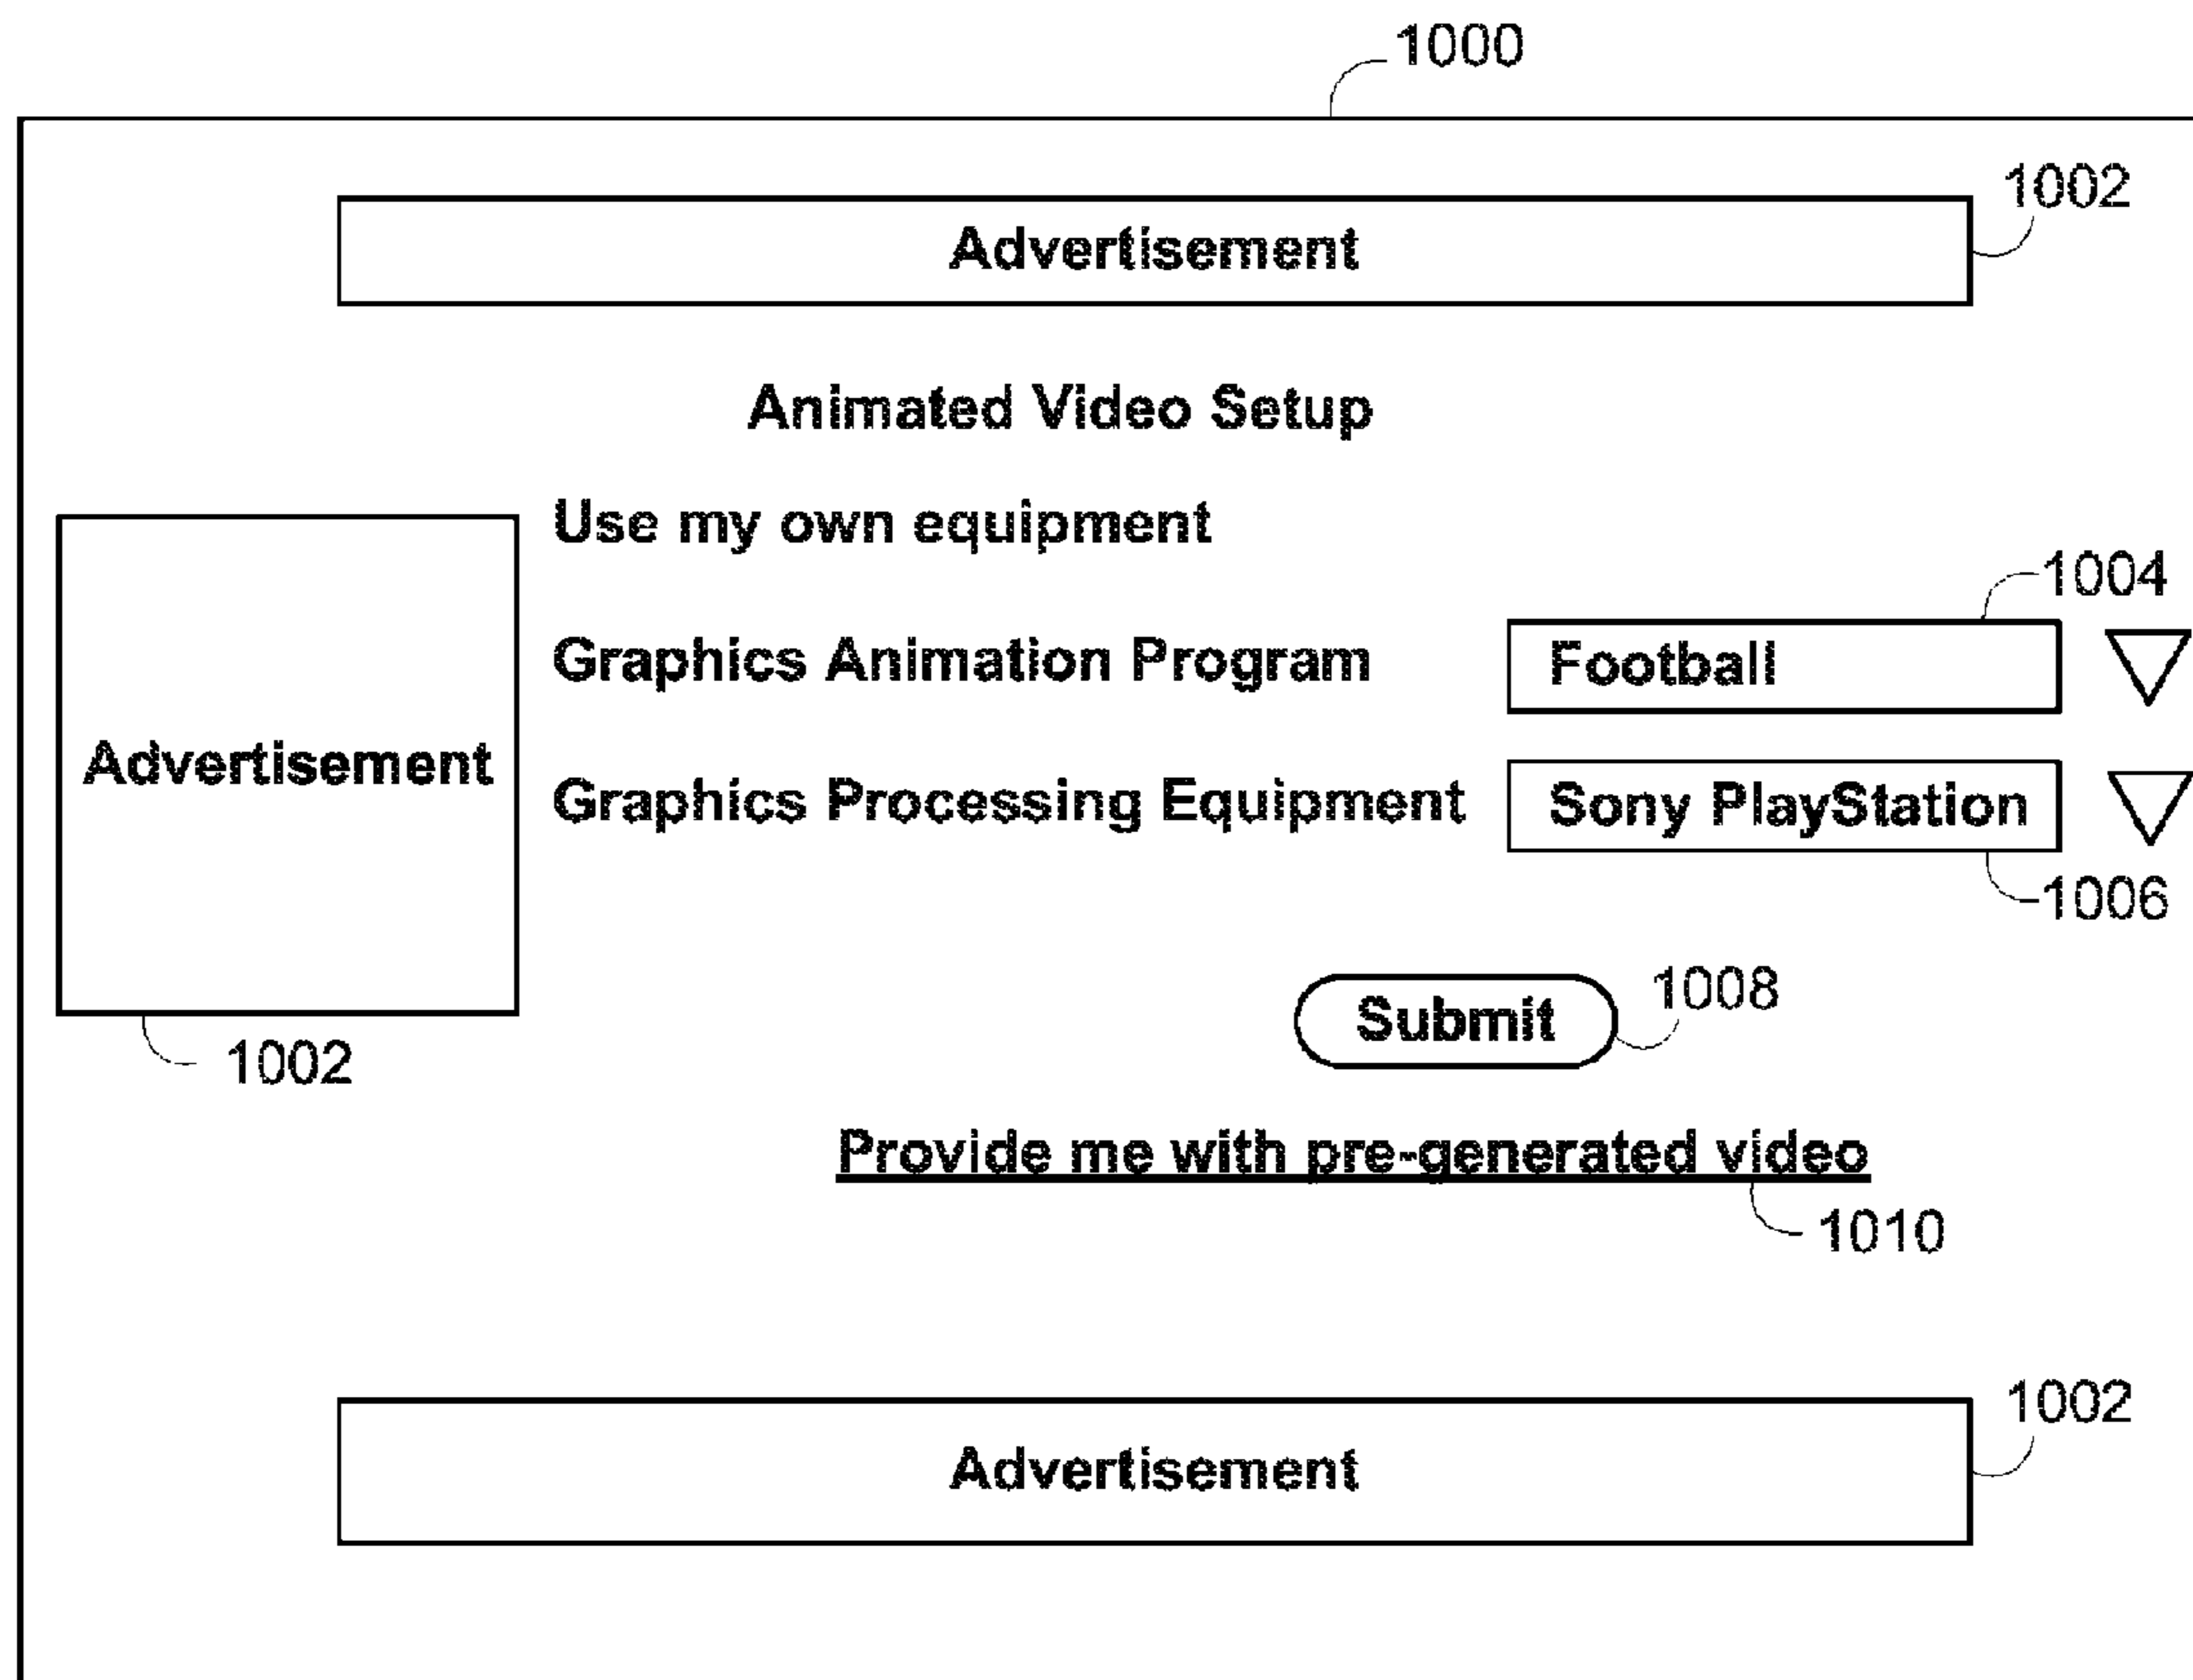 1000
1002
Advertisement
Animated Video Setup
Use my own equipment
1004
Graphics Animation Program Football
Advertisement
Graphics Processing Equipment Sony PlayStation
1006
Submit 1008
1002
Provide me with pre-generated video
1010
1002
Advertisement